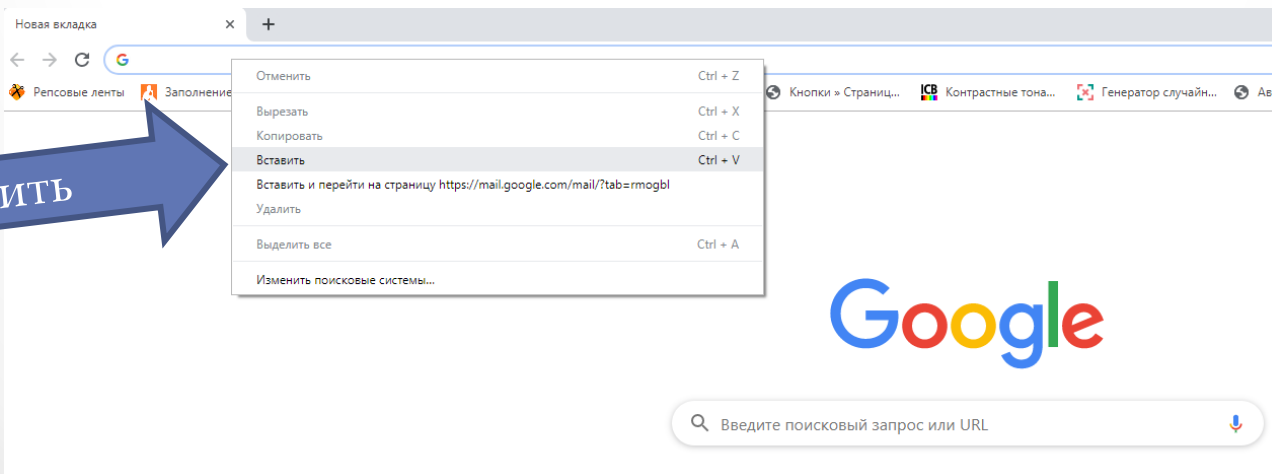 Новая вкладка
Репсовые ленты
Заполнение
Кнопки » Страниц...
ICB
Контрастные тона...
Генератор случайн...
Ав
Отменить Ctrl + Z
Вырезать Ctrl + X
Копировать Ctrl + C
Вставить Ctrl + V
Вставить и перейти на страницу https://mail.google.com/mail/?tab=rmogbl
Удалить
Выделить все Ctrl + A
Изменить поисковые системы...
ить
Google
Введите поисковый запрос или URL